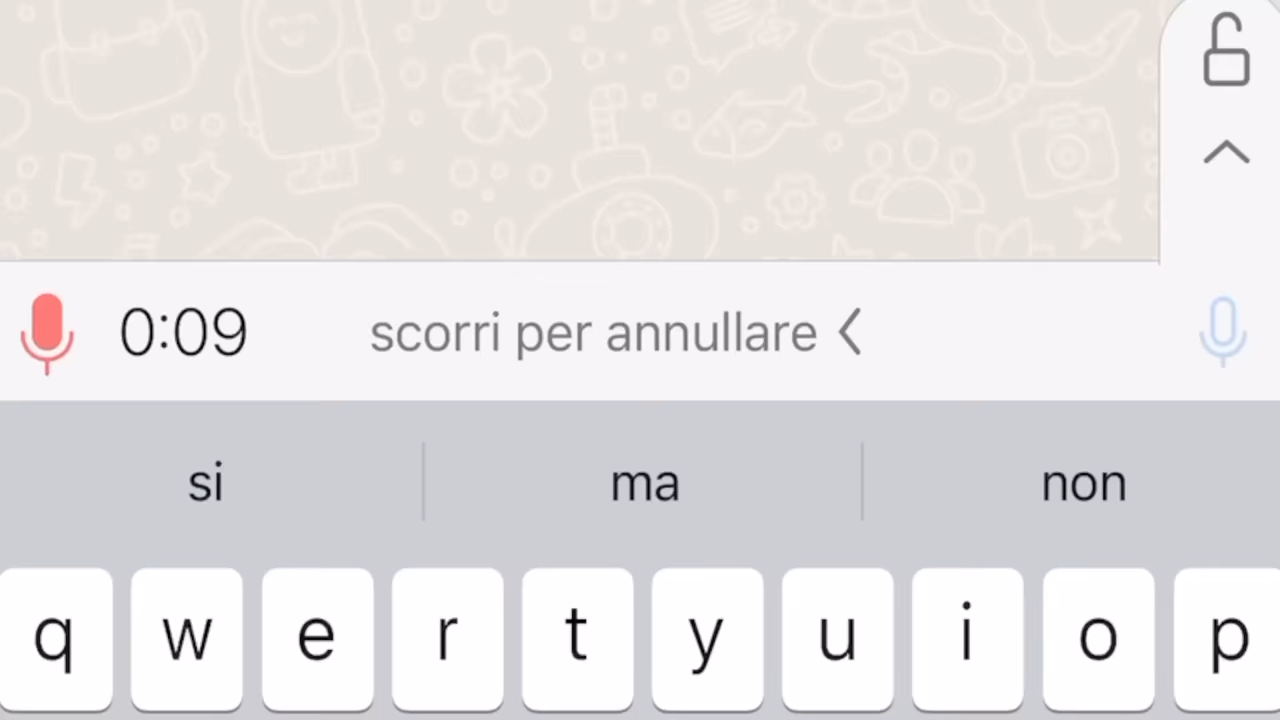 0:09 scorri per annullare
si ma non
q w e r t y u i o p